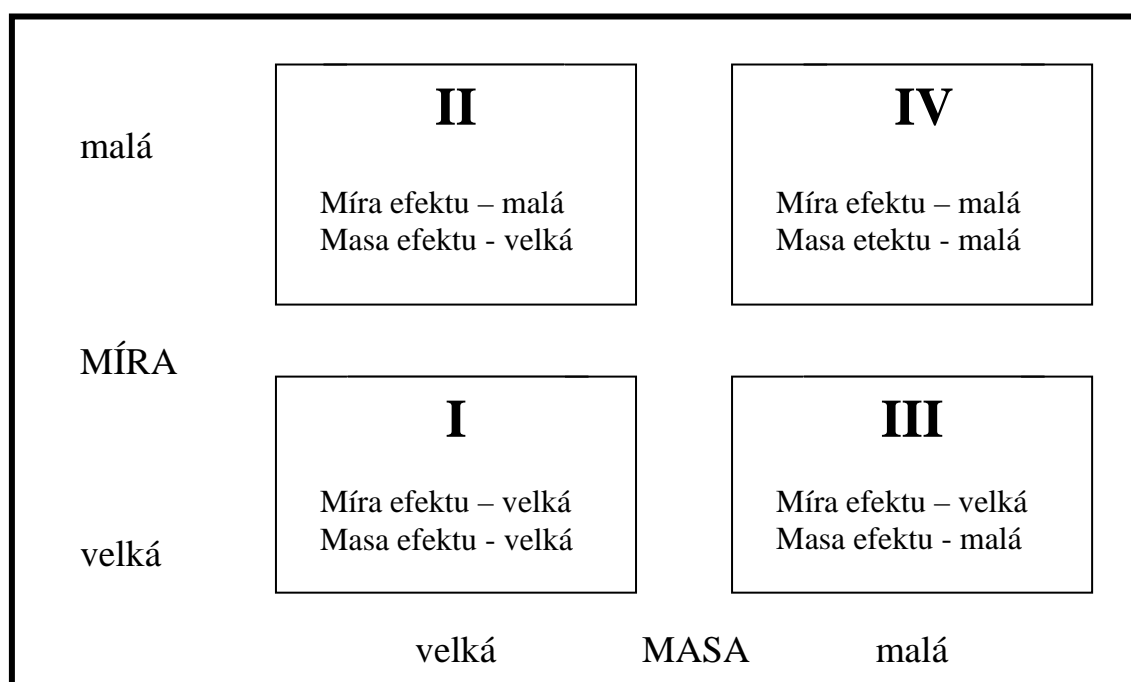 II
IV
malá
Míra efektu – malá
Masa efektu - velká
Míra efektu – malá
Masa etektu - malá
MÍRA
I
III
Míra efektu – velká
Masa efektu - velká
Míra efektu – velká
Masa efektu - malá
velká
velká MASA malá